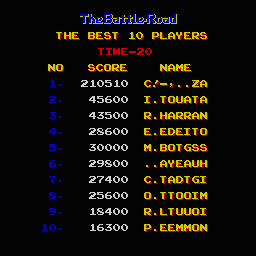 The Battle-Road
THE BEST 10 PLAYERS
TIME-20
NO SCORE NAME
1. 210510 C/-,..ZA
2. 45600 I.TOUATA
3. 43500 R.HARRAN
4. 28600 E.EDEITO
5. 30000 M.BOTGSS
6. 29800 ..AYEAUH
7. 27400 C.TADTGI
8. 25600 O.TTOOIM
9. 18400 R.LTUUOI
10. 16300 P.EEMMON